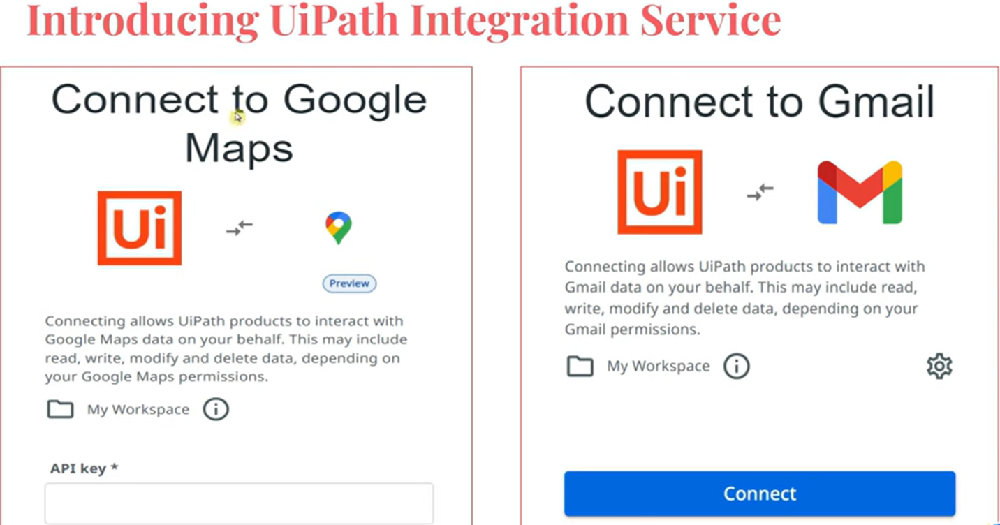 Introducing UiPath Integration Service
Connect to Google
Maps
Ui
Preview
Connecting allows UiPath products to interact with
Google Maps data on your behalf. This may include
read, write, modify and delete data, depending on
your Google Maps permissions.
My Workspace
API key *
Connect to Gmail
Ui
Connecting allows UiPath products to interact with
Gmail data on your behalf. This may include read,
write, modify and delete data, depending on your
Gmail permissions.
My Workspace
Connect